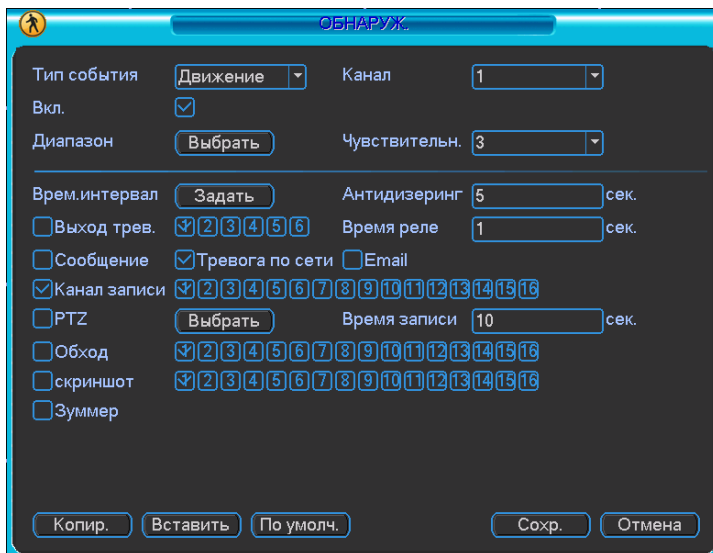 ОБНАРУЖ.
Тип события Движение Канал 1
Вкл.
Диапазон Выбрать Чувствительн. 3
Врем.интервал Задать Антидизеринг 5 сек.
Выход трев. 1 2 3 4 5 6 Время реле 1 сек.
Сообщение Тревога по сети Email
Канал записи 1 2 3 4 5 6 7 8 9 10 11 12 13 14 15 16
PTZ Выбрать Время записи 10 сек.
Обход 1 2 3 4 5 6 7 8 9 10 11 12 13 14 15 16
скриншот 1 2 3 4 5 6 7 8 9 10 11 12 13 14 15 16
Зуммер
Копир. Вставить По умолч. Сохр. Отмена